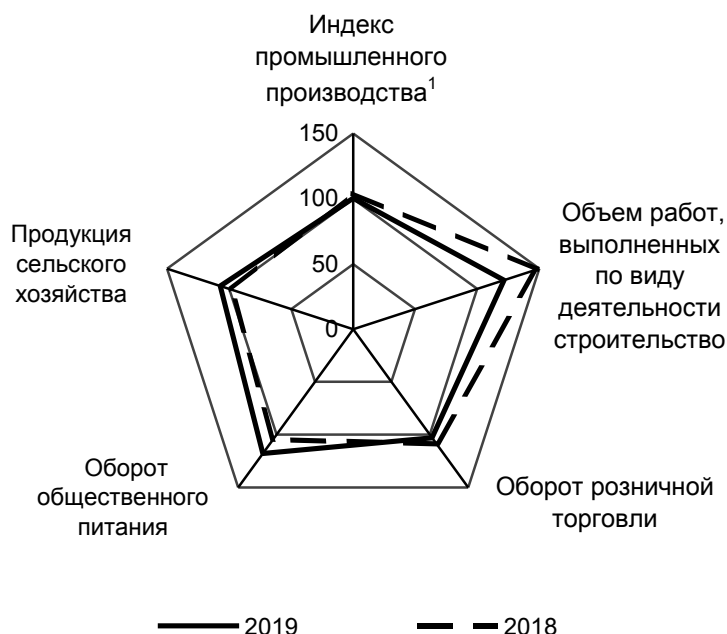 Индекс
промышленного
производства¹
150
100
50
0
Объем работ,
выполненных
по виду
деятельности
строительство
Продукция
сельского
хозяйства
Оборот
общественного
питания
Оборот розничной
торговли
2019
2018